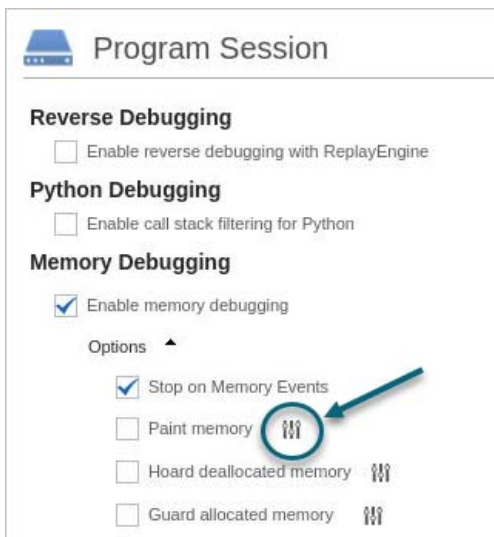 Program Session
Reverse Debugging
Enable reverse debugging with ReplayEngine
Python Debugging
Enable call stack filtering for Python
Memory Debugging
Enable memory debugging
Options
Stop on Memory Events
Paint memory
Hoard deallocated memory
Guard allocated memory